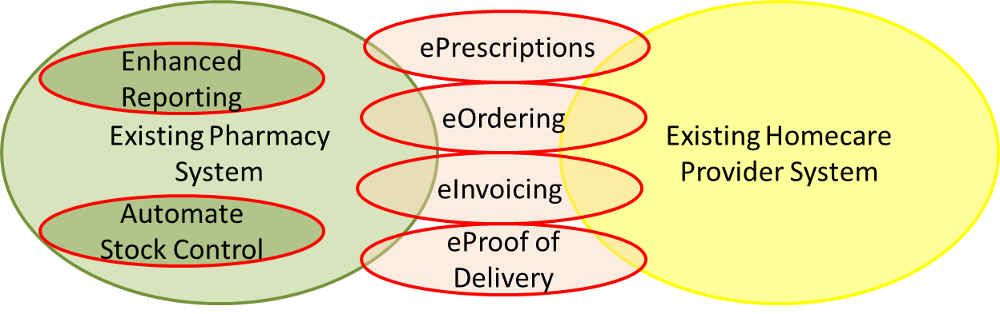 Enhanced
Reporting
Existing Pharmacy
System
Automate
Stock Control
ePrescriptions
eOrdering
eInvoicing
eProof of
Delivery
Existing Homecare
Provider System